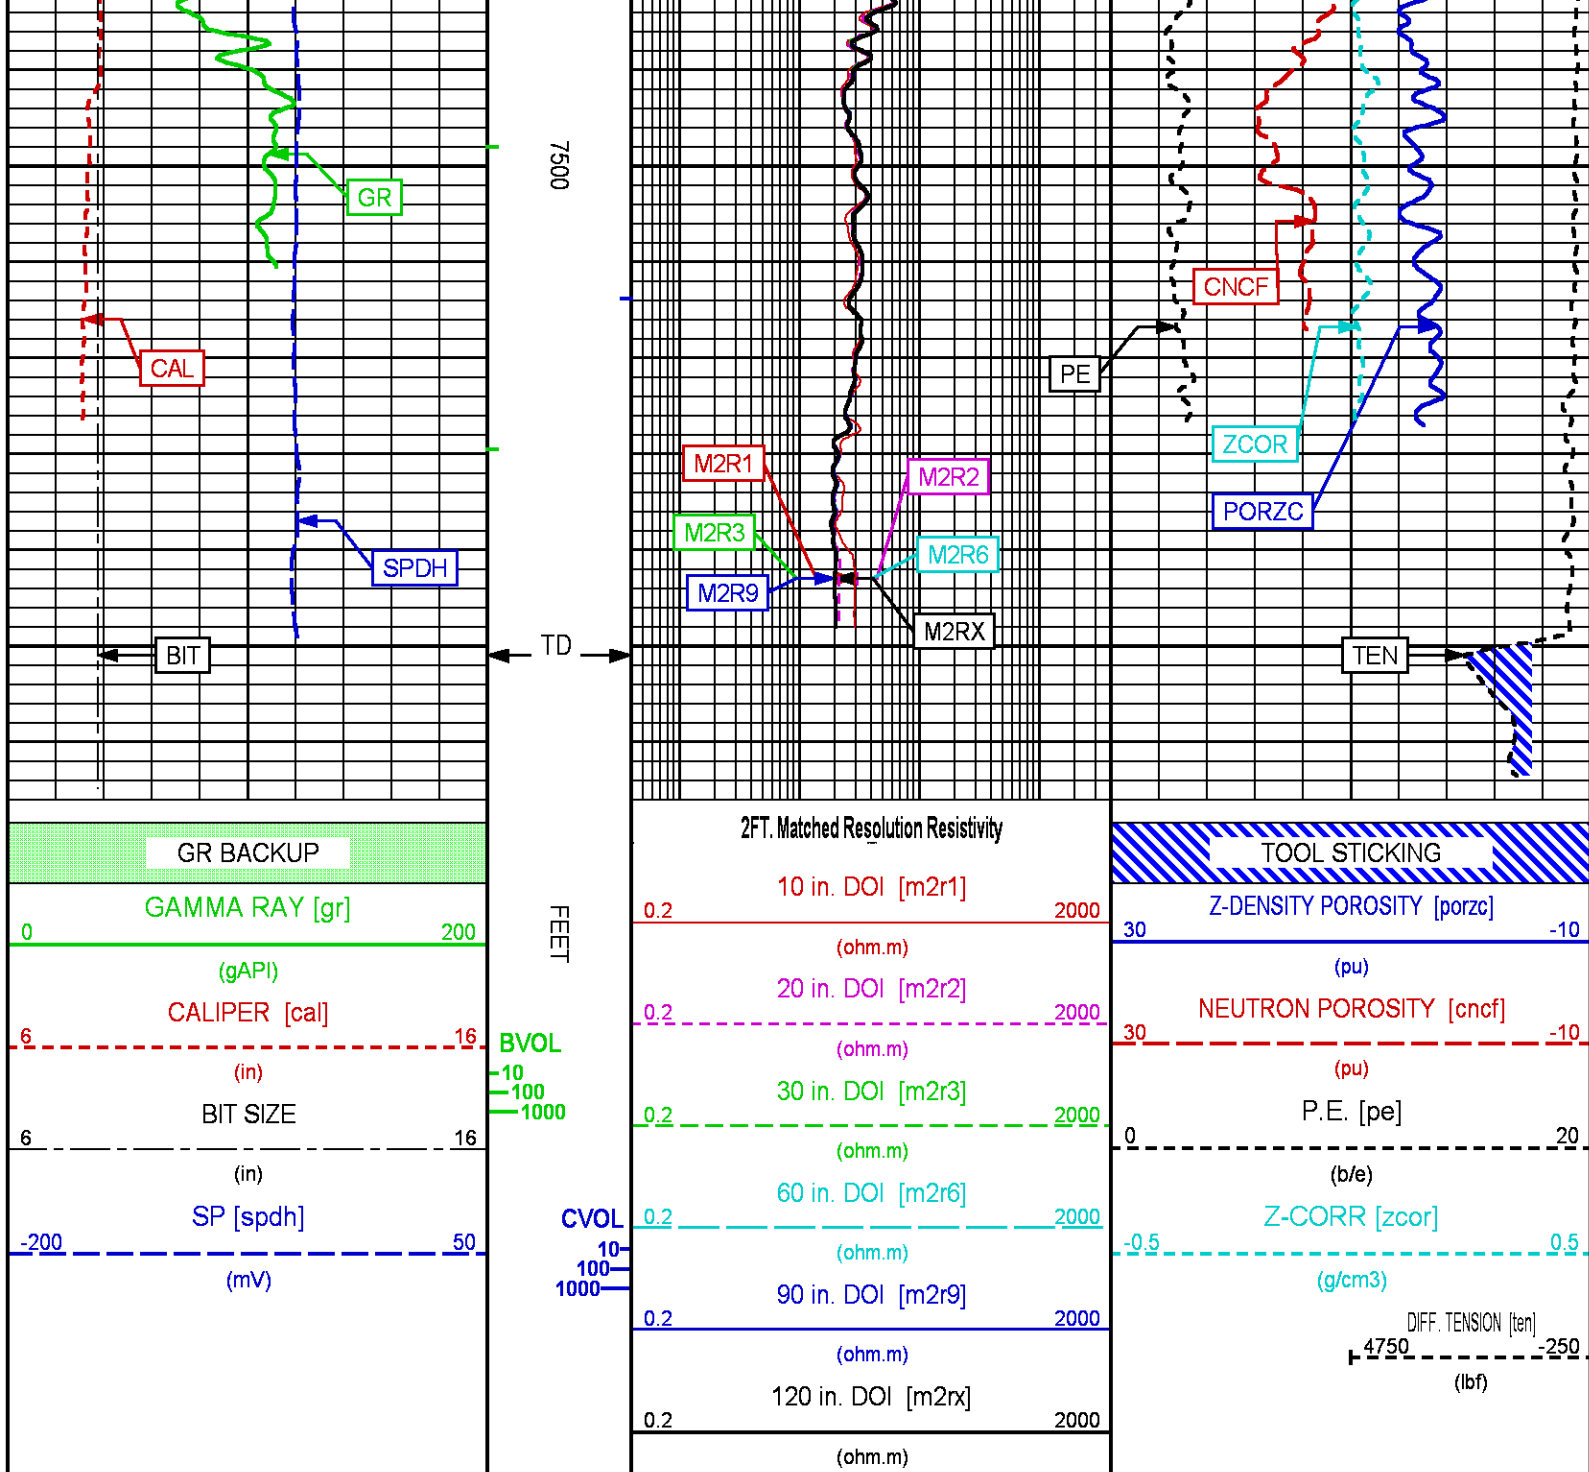 7500
GR
CNCF
CAL
PE
ZCOR
M2R1
M2R2
PORZC
M2R3
M2R6
SPDH
M2R9
M2RX
BIT
TD
TEN
GR BACKUP
GAMMA RAY [gr]
0 200
(gAPI)
CALIPER [cal]
6 16
(in)
BIT SIZE
6 16
(in)
SP [spdh]
-200 50
(mV)
FEET
BVOL
10
100
1000
CVOL
10
100
1000
2FT. Matched Resolution Resistivity
10 in. DOI [m2r1]
0.2 2000
(ohm.m)
20 in. DOI [m2r2]
0.2 2000
(ohm.m)
30 in. DOI [m2r3]
0.2 2000
(ohm.m)
60 in. DOI [m2r6]
0.2 2000
(ohm.m)
90 in. DOI [m2r9]
0.2 2000
(ohm.m)
120 in. DOI [m2rx]
0.2 2000
(ohm.m)
TOOL STICKING
Z-DENSITY POROSITY [porzc]
30 -10
(pu)
NEUTRON POROSITY [cncf]
30 -10
(pu)
P.E. [pe]
0 20
(b/e)
Z-CORR [zcor]
-0.5 0.5
(g/cm3)
DIFF. TENSION [ten]
4750 -250
(lbf)